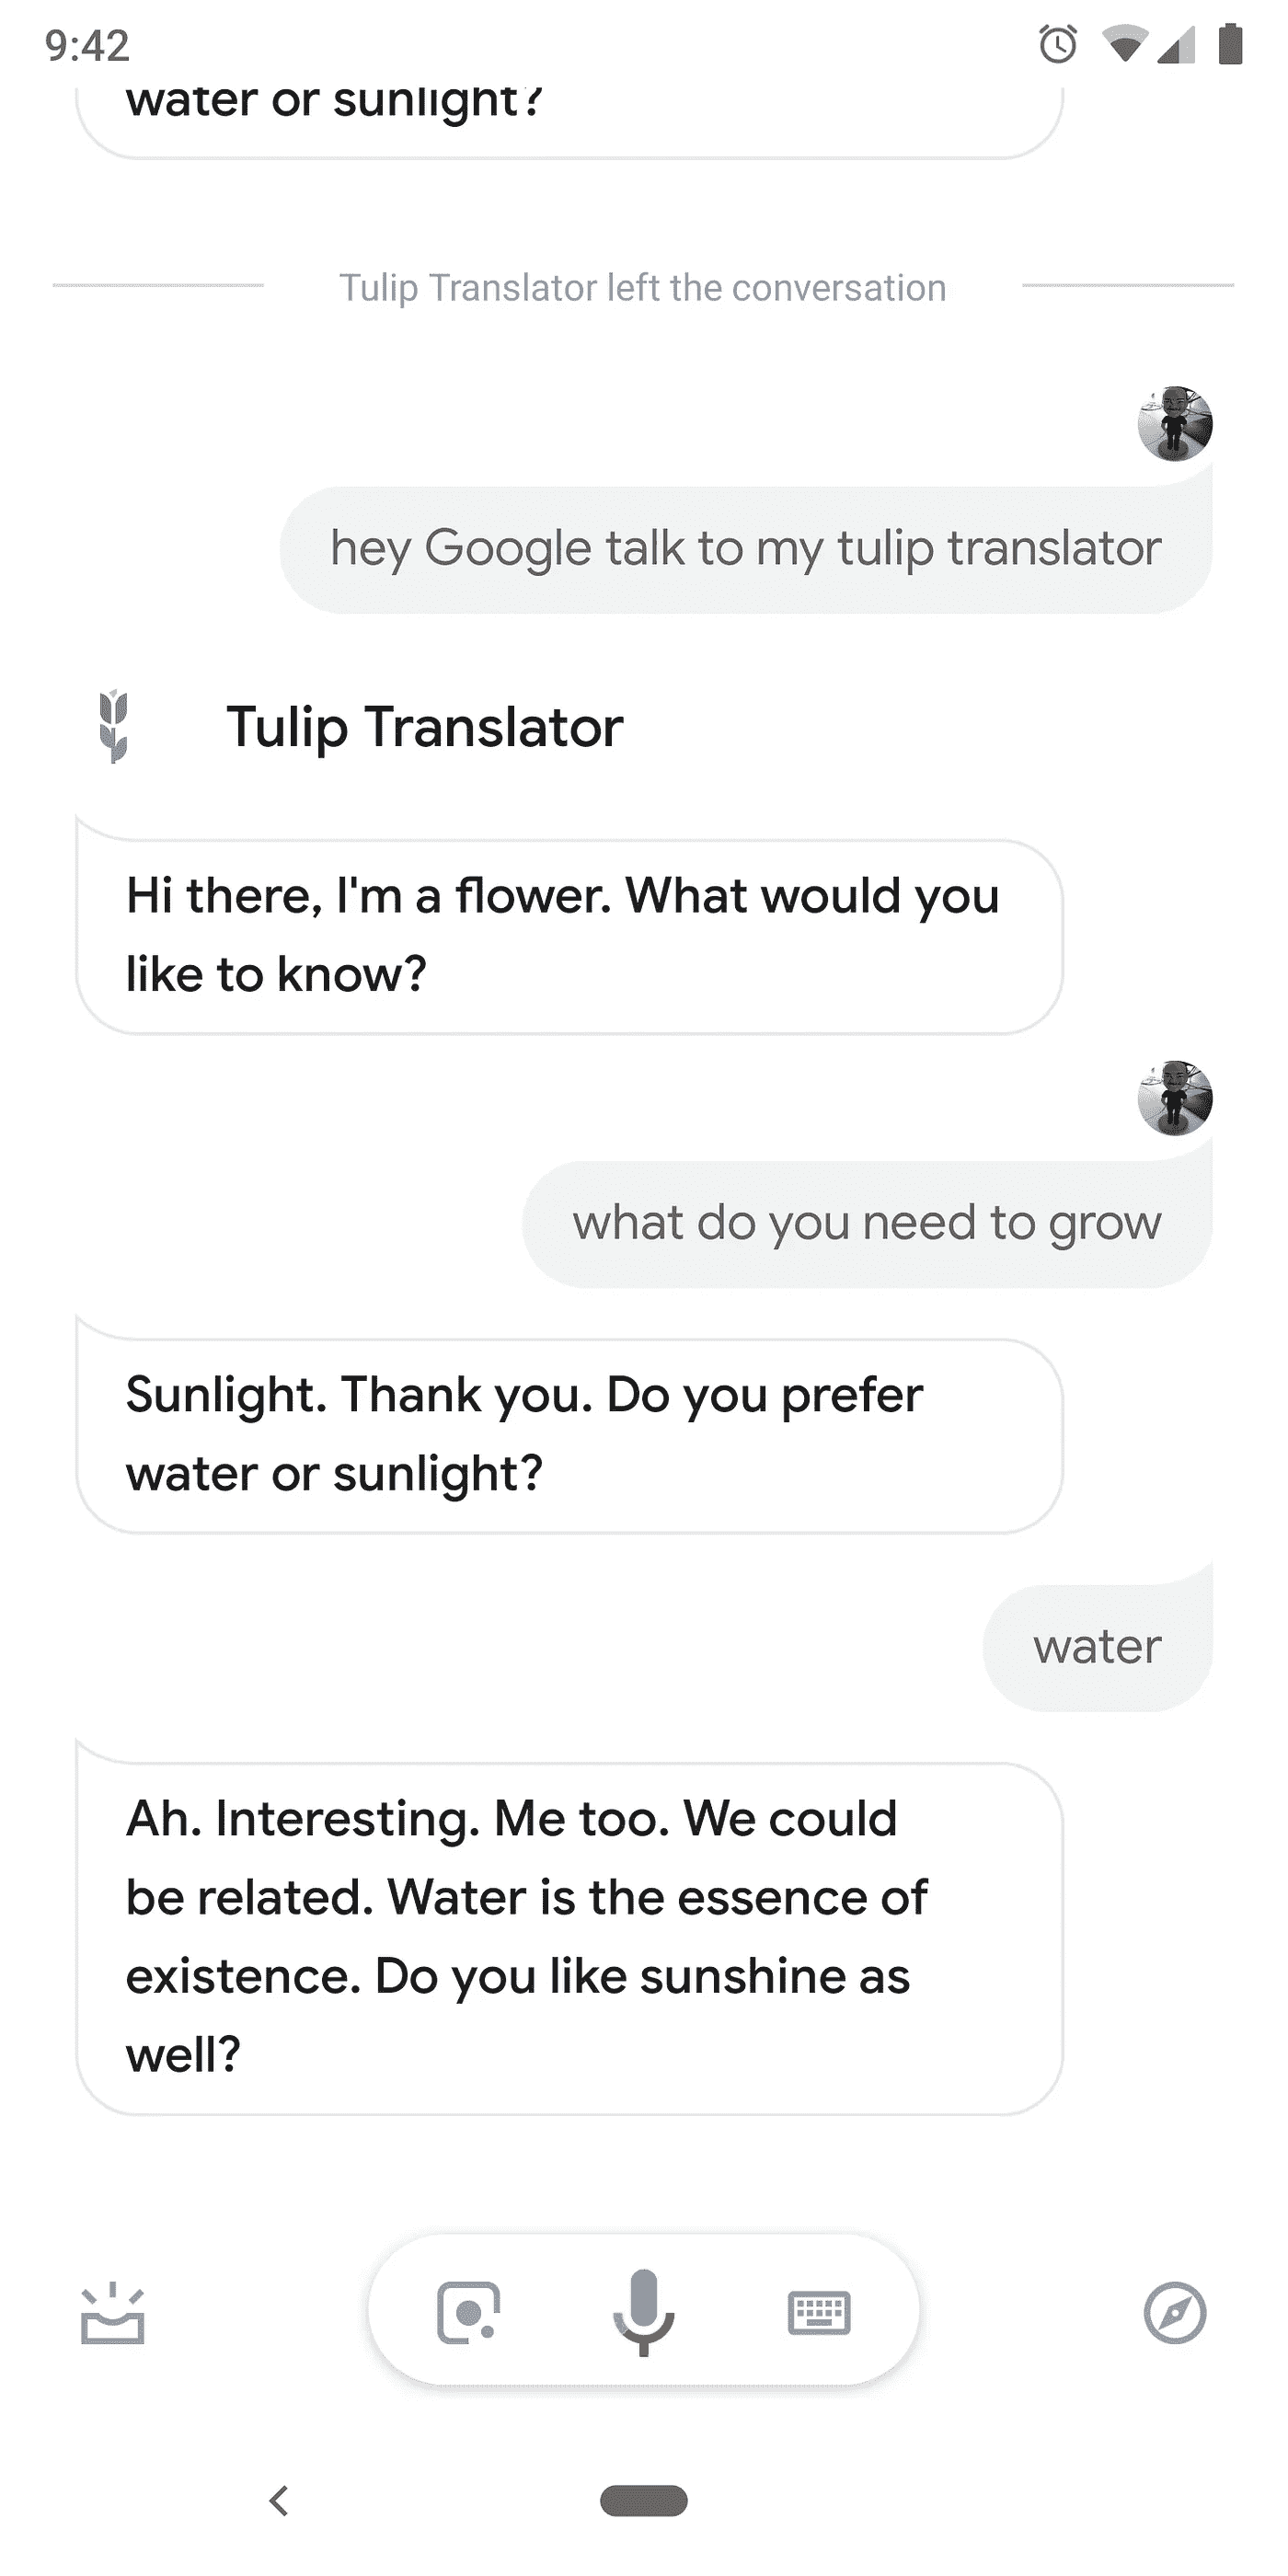 9:42
water or sunlight?
Tulip Translator left the conversation
hey Google talk to my tulip translator
Tulip Translator
Hi there, I'm a flower. What would you
like to know?
what do you need to grow
Sunlight. Thank you. Do you prefer
water or sunlight?
water
Ah. Interesting. Me too. We could
be related. Water is the essence of
existence. Do you like sunshine as
well?